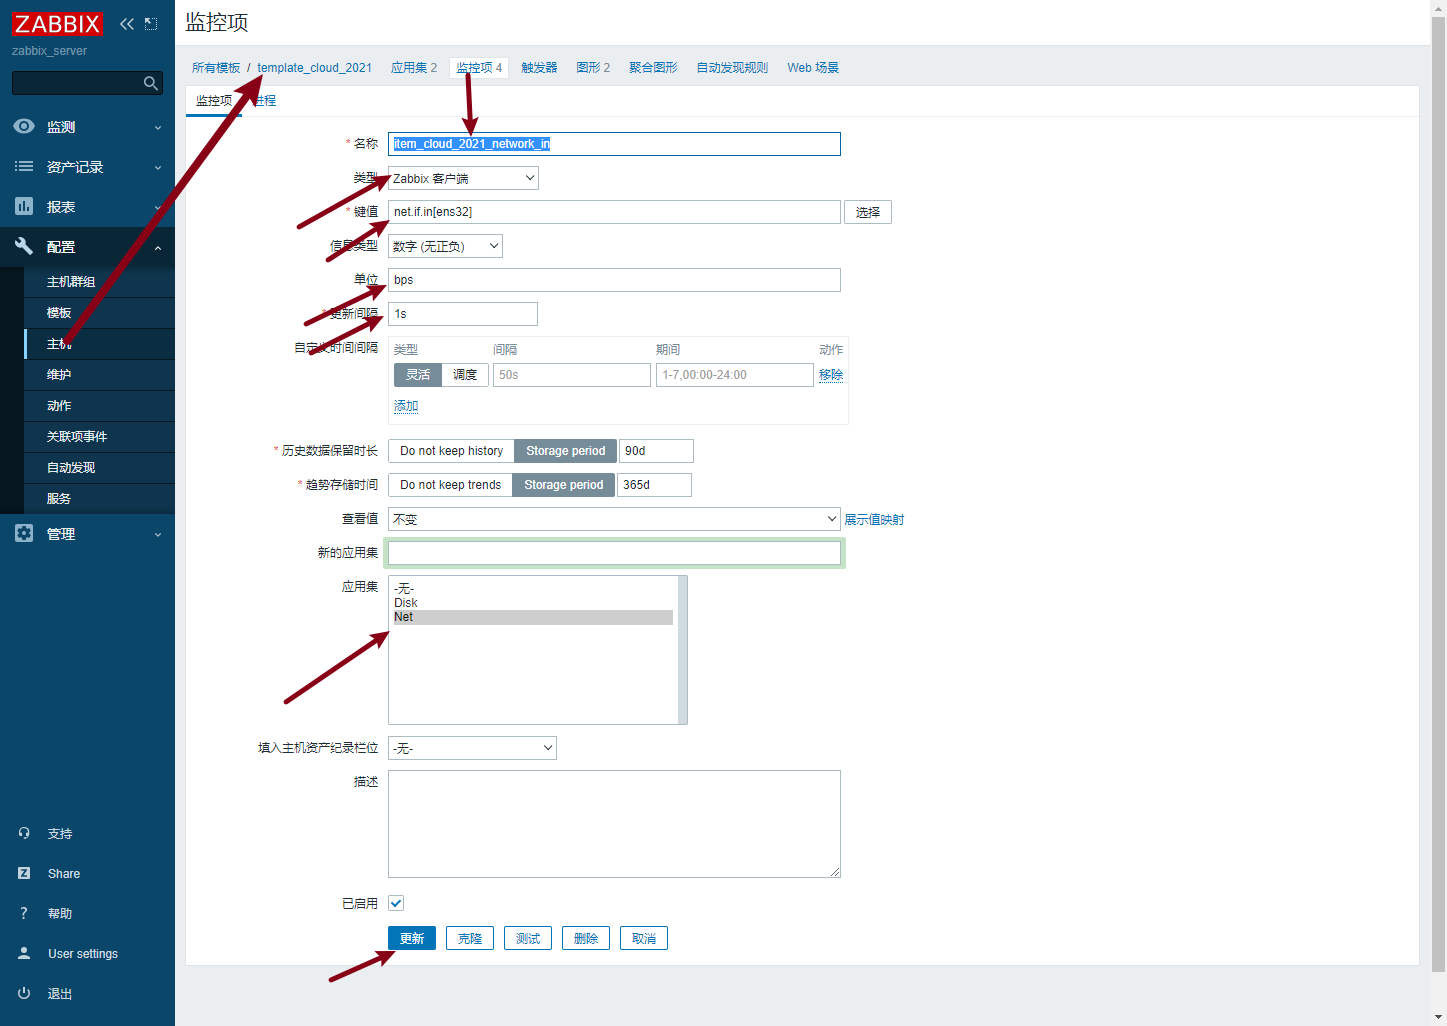 ZABBIX
zabbix_server
监测
资产记录
报表
配置
主机群组
模板
主机
维护
动作
关联项事件
自动发现
服务
管理
支持
Share
帮助
User settings
退出
监控项
所有模板 / template_cloud_2021 应用集 2 监控项 4 触发器 图形 2 聚合图形 自动发现规则 Web 场景
监控项 进程
* 名称 item_cloud_2021_network_in
类型 Zabbix 客户端
* 键值 net.if.in[ens32] 选择
信息类型 数字 (无正负)
单位 bps
* 更新间隔 1s
自定义时间间隔 类型 间隔 期间 动作
灵活 调度 50s 1-7,00:00-24:00 移除
添加
* 历史数据保留时长 Do not keep history Storage period 90d
* 趋势存储时间 Do not keep trends Storage period 365d
查看值 不变 展示值映射
新的应用集
应用集 -无-
Disk
Net
填入主机资产纪录栏位 -无-
描述
已启用
更新 克隆 测试 删除 取消